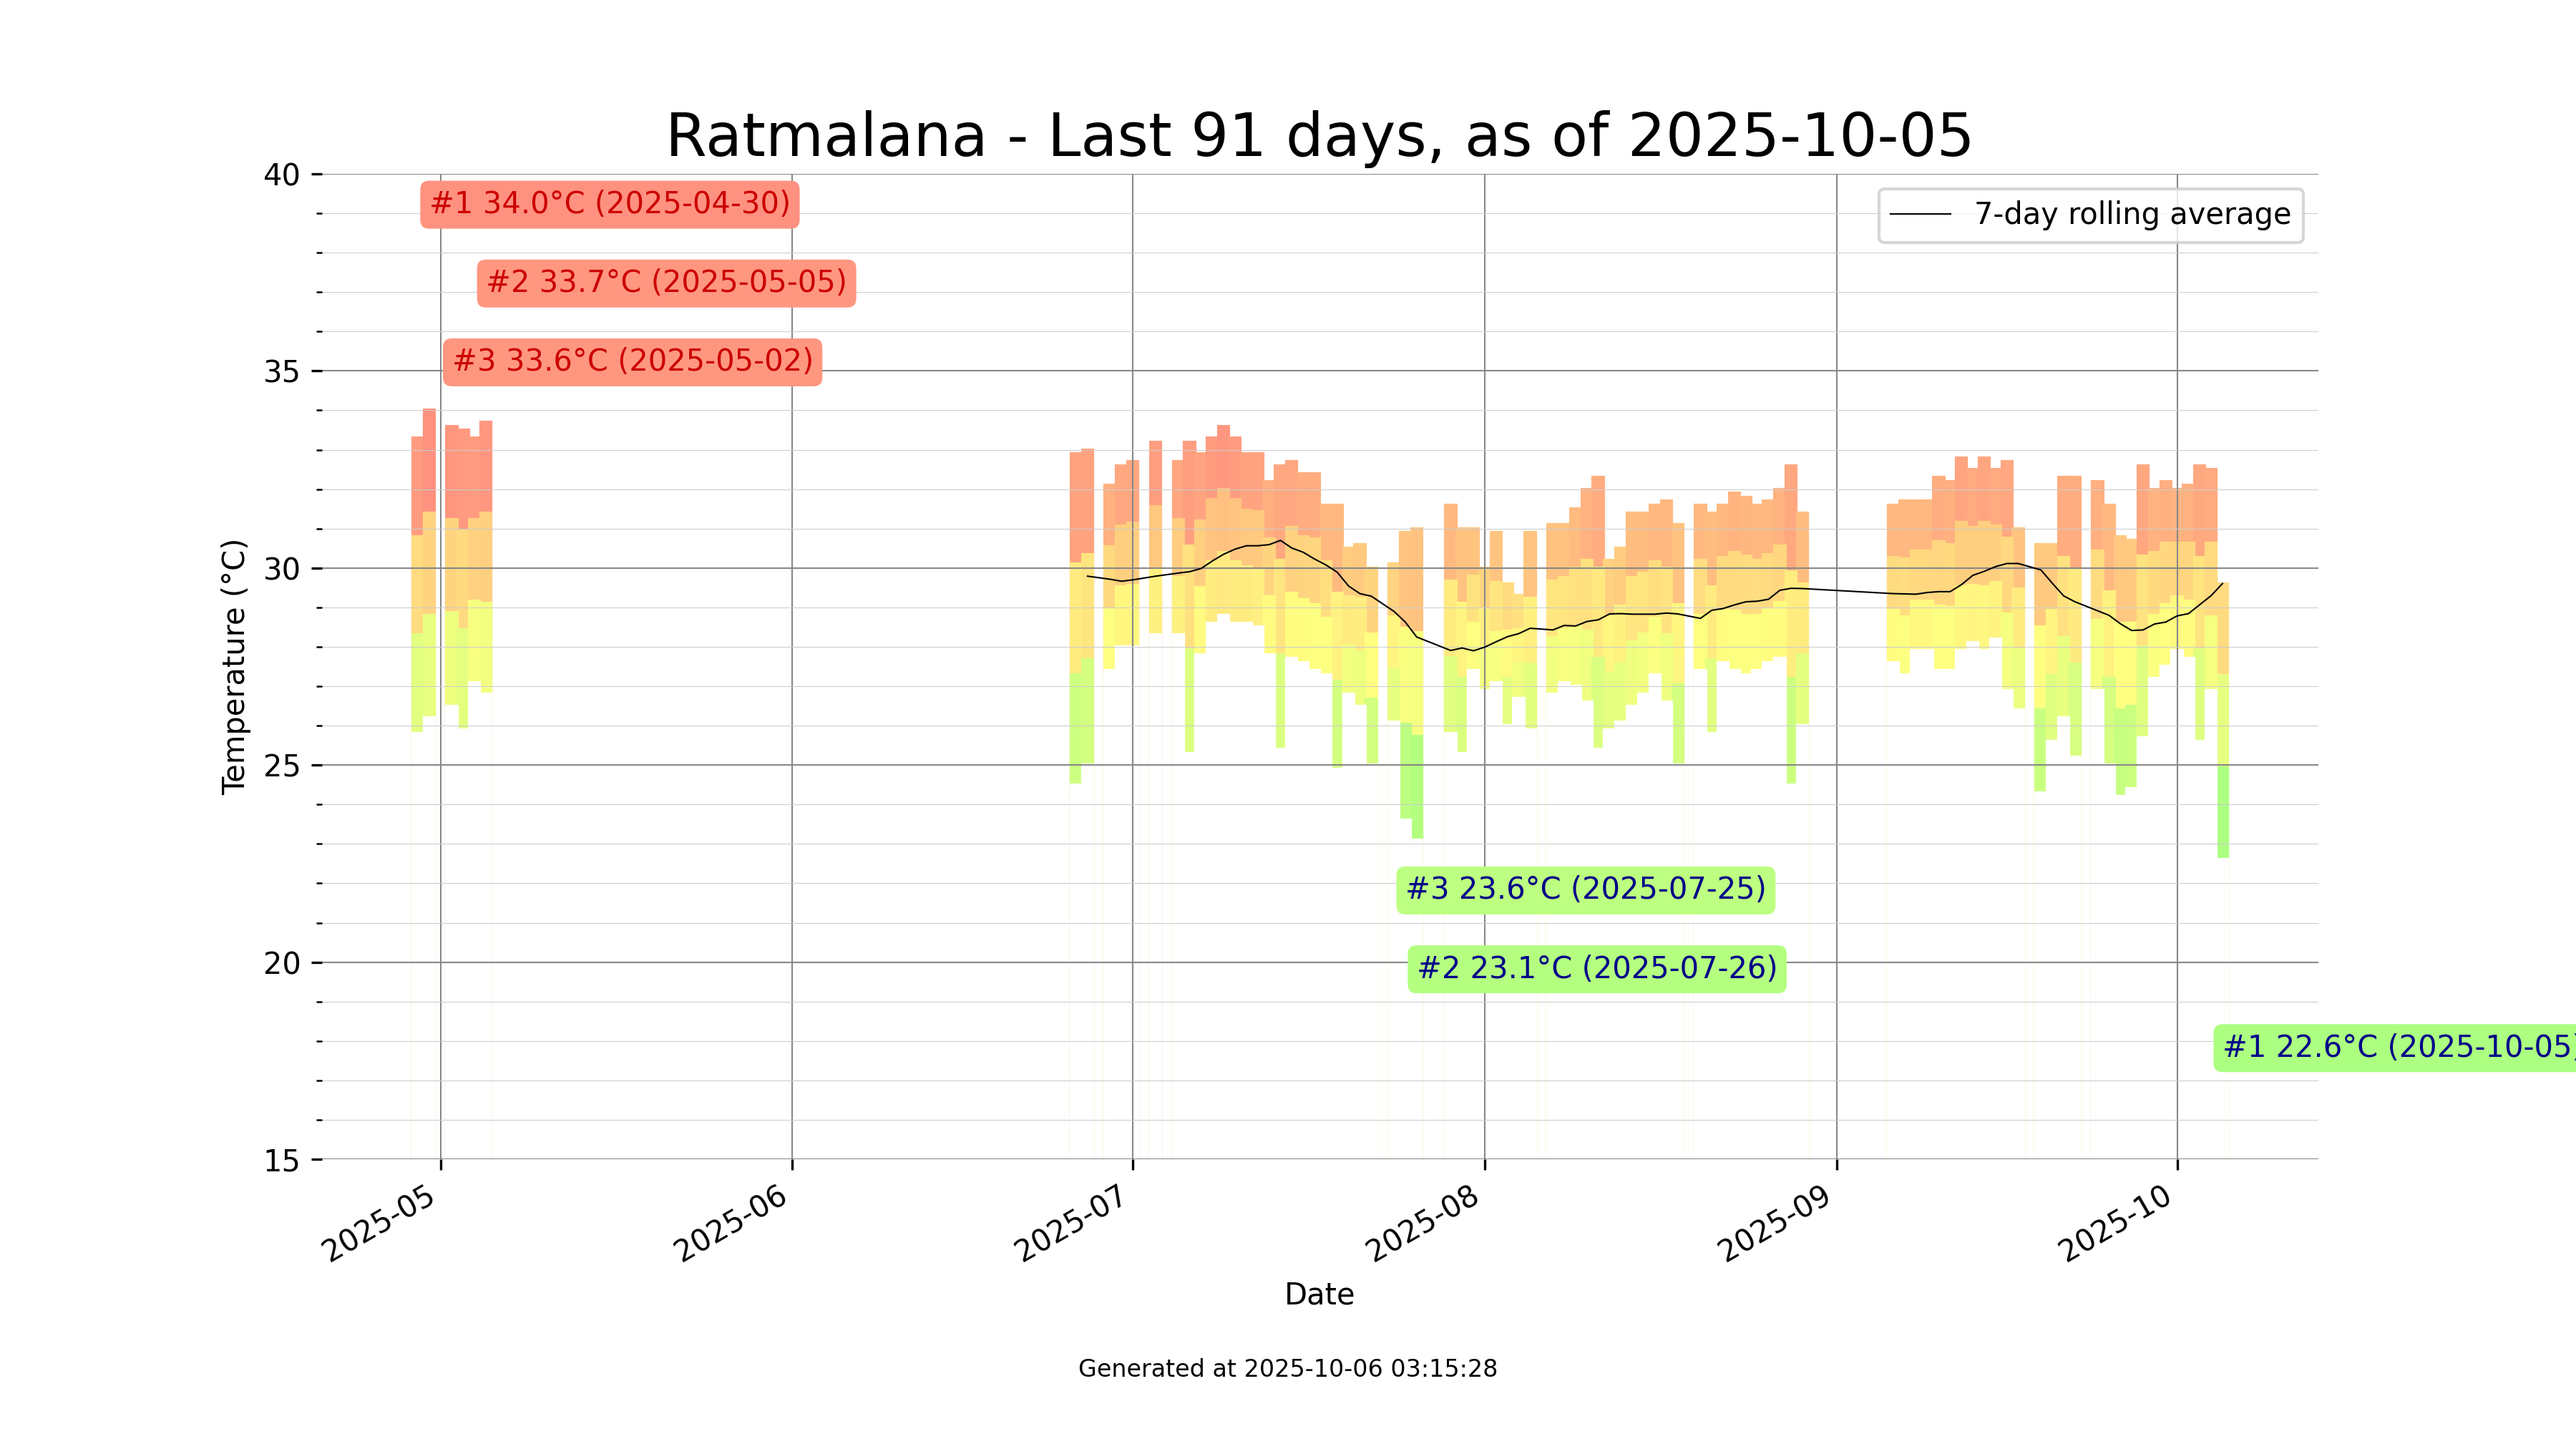 Ratmalana - Last 91 days, as of 2025-10-05
40
35
30
25
20
15
Temperature (°C)
#1 34.0°C (2025-04-30)
#2 33.7°C (2025-05-05)
#3 33.6°C (2025-05-02)
7-day rolling average
#3 23.6°C (2025-07-25)
#2 23.1°C (2025-07-26)
#1 22.6°C (2025-10-05)
2025-05
2025-06
2025-07
2025-08
2025-09
2025-10
Date
Generated at 2025-10-06 03:15:28